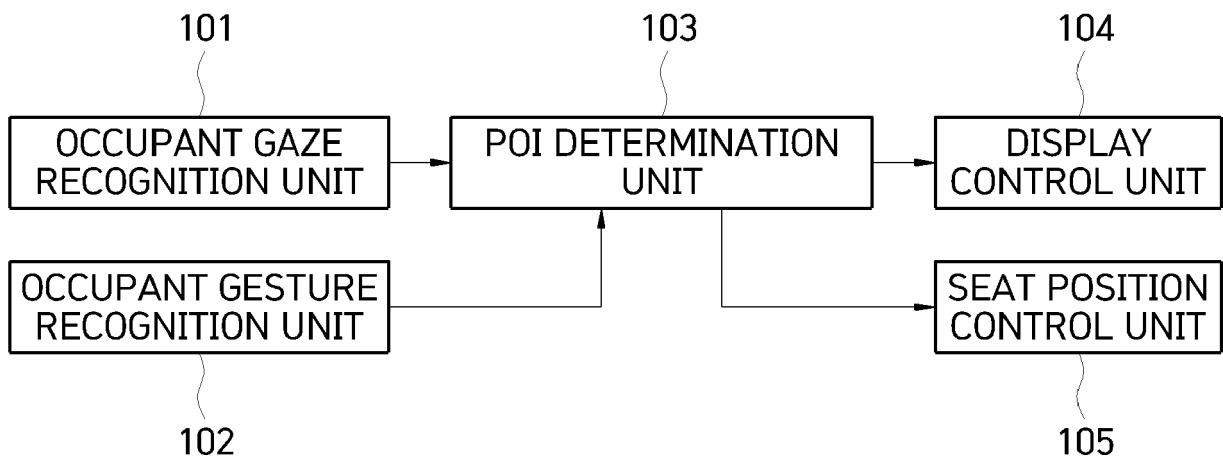 101
103
104
OCCUPANT GAZE
RECOGNITION UNIT
POI DETERMINATION
UNIT
DISPLAY
CONTROL UNIT
OCCUPANT GESTURE
RECOGNITION UNIT
SEAT POSITION
CONTROL UNIT
102
105